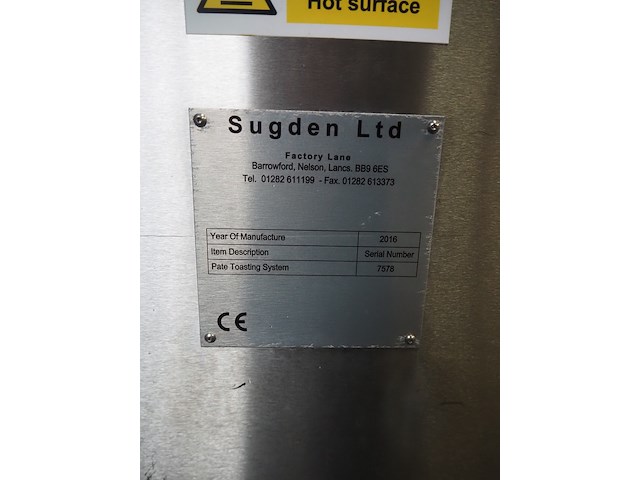 Hot surface
Sugden Ltd
Factory Lane
Barrowford, Nelson, Lancs. BB9 6ES
Tel. 01282 611199 - Fax. 01282 613373
Year Of Manufacture 2016
Item Description Serial Number
Pate Toasting System 7578
CE